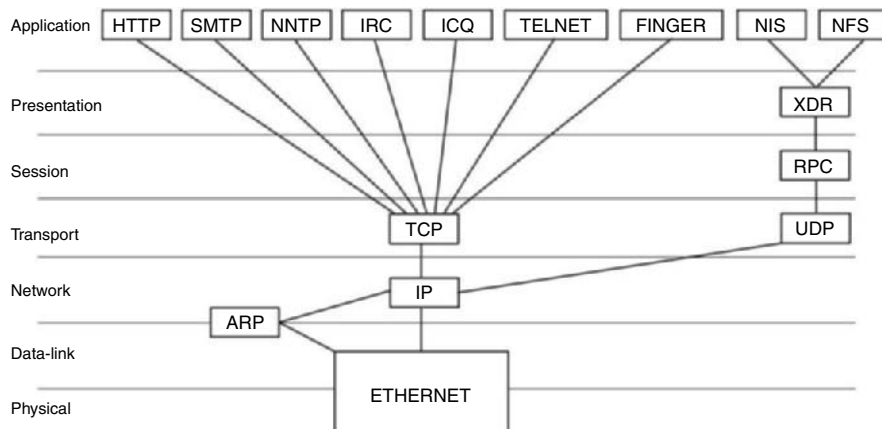 Application HTTP SMTP NNTP IRC ICQ TELNET FINGER NIS NFS
Presentation XDR
Session RPC
Transport TCP UDP
Network IP
ARP
Data-link
ETHERNET
Physical